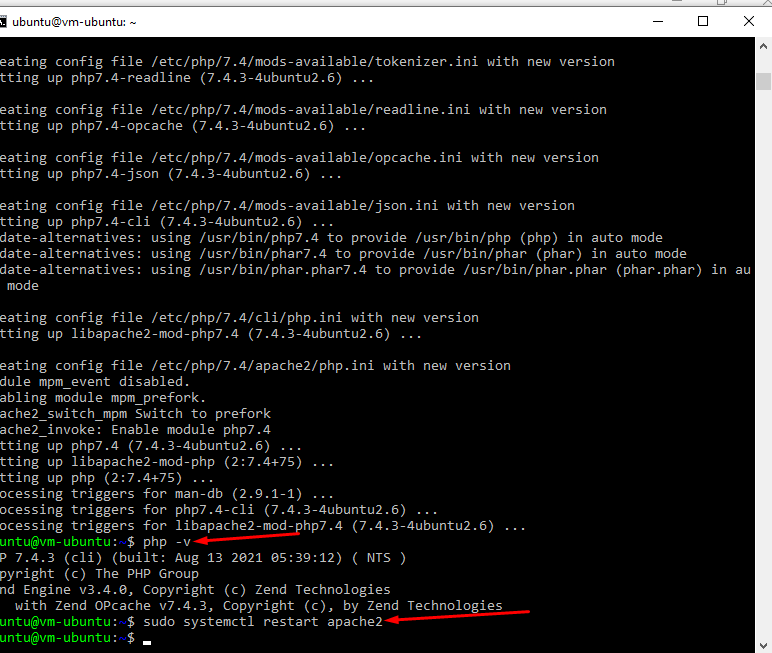 ubuntu@vm-ubuntu: ~
eating config file /etc/php/7.4/mods-available/tokenizer.ini with new version
tting up php7.4-readline (7.4.3-4ubuntu2.6) ...
eating config file /etc/php/7.4/mods-available/readline.ini with new version
tting up php7.4-opcache (7.4.3-4ubuntu2.6) ...
eating config file /etc/php/7.4/mods-available/opcache.ini with new version
tting up php7.4-json (7.4.3-4ubuntu2.6) ...
eating config file /etc/php/7.4/mods-available/json.ini with new version
tting up php7.4-cli (7.4.3-4ubuntu2.6) ...
date-alternatives: using /usr/bin/php7.4 to provide /usr/bin/php (php) in auto mode
date-alternatives: using /usr/bin/phar7.4 to provide /usr/bin/phar (phar) in auto mode
date-alternatives: using /usr/bin/phar.phar7.4 to provide /usr/bin/phar.phar (phar.phar) in au
mode
eating config file /etc/php/7.4/cli/php.ini with new version
tting up libapache2-mod-php7.4 (7.4.3-4ubuntu2.6) ...
eating config file /etc/php/7.4/apache2/php.ini with new version
dule mpm_event disabled.
abling module mpm_prefork.
ache2_switch_mpm Switch to prefork
ache2_invoke: Enable module php7.4
tting up php7.4 (7.4.3-4ubuntu2.6) ...
tting up libapache2-mod-php (2:7.4+75) ...
tting up php (2:7.4+75) ...
ocessing triggers for man-db (2.9.1-1) ...
ocessing triggers for php7.4-cli (7.4.3-4ubuntu2.6) ...
ocessing triggers for libapache2-mod-php7.4 (7.4.3-4ubuntu2.6) ...
untu@vm-ubuntu:~$ php -v
P 7.4.3 (cli) (built: Aug 13 2021 05:39:12) ( NTS )
pyright (c) The PHP Group
nd Engine v3.4.0, Copyright (c) Zend Technologies
with Zend OPcache v7.4.3, Copyright (c), by Zend Technologies
untu@vm-ubuntu:~$ sudo systemctl restart apache2
untu@vm-ubuntu:~$